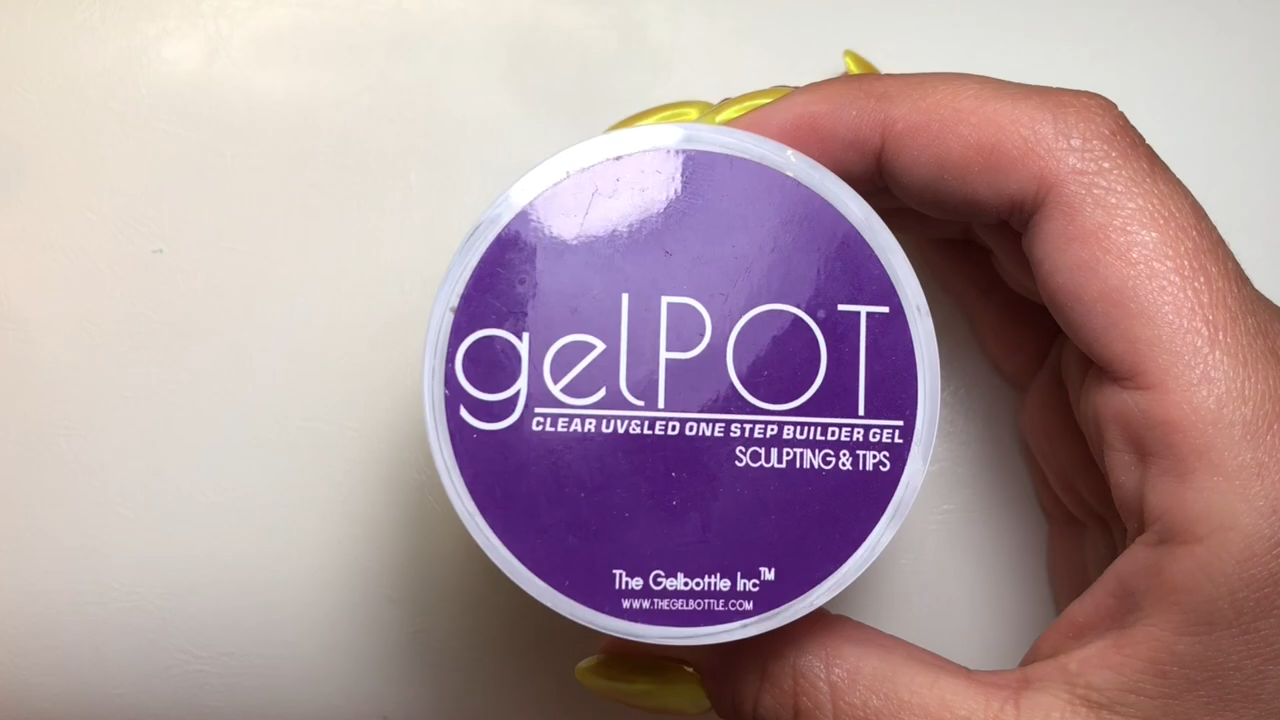 gelPOT
CLEAR UV&LED ONE STEP BUILDER GEL
SCULPTING & TIPS
The Gelbottle Inc™
WWW.THEGELBOTTLE.COM